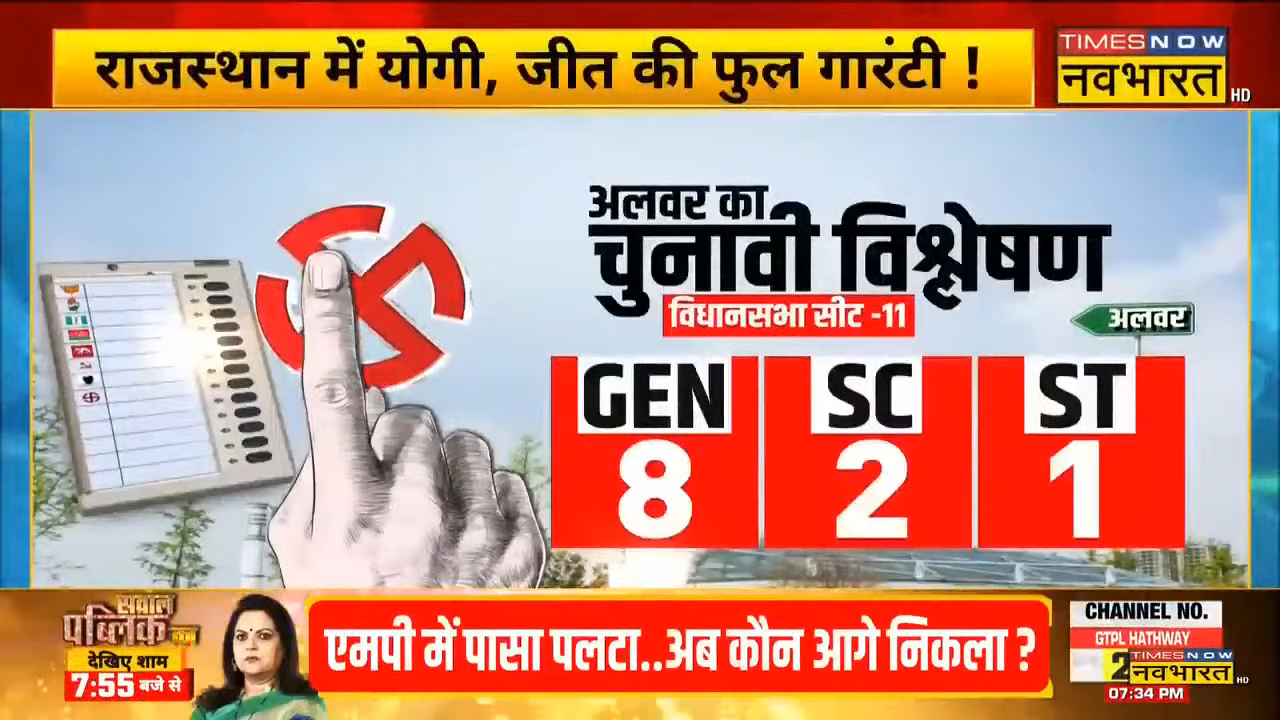 राजस्थान में योगी, जीत की फुल गारंटी !
TIMES NOW
नवभारत
HD
अलवर का
चुनावी विश्लेषण
विधानसभा सीट -11
अलवर
GEN
SC
ST
8
2
1
सवाल
पब्लिक का
देखिए शाम
7:55 बजे से
एमपी में पासा पलटा..अब कौन आगे निकला ?
CHANNEL NO.
GTPL HATHWAY
TIMES NOW
नवभारत
HD
07:34 PM